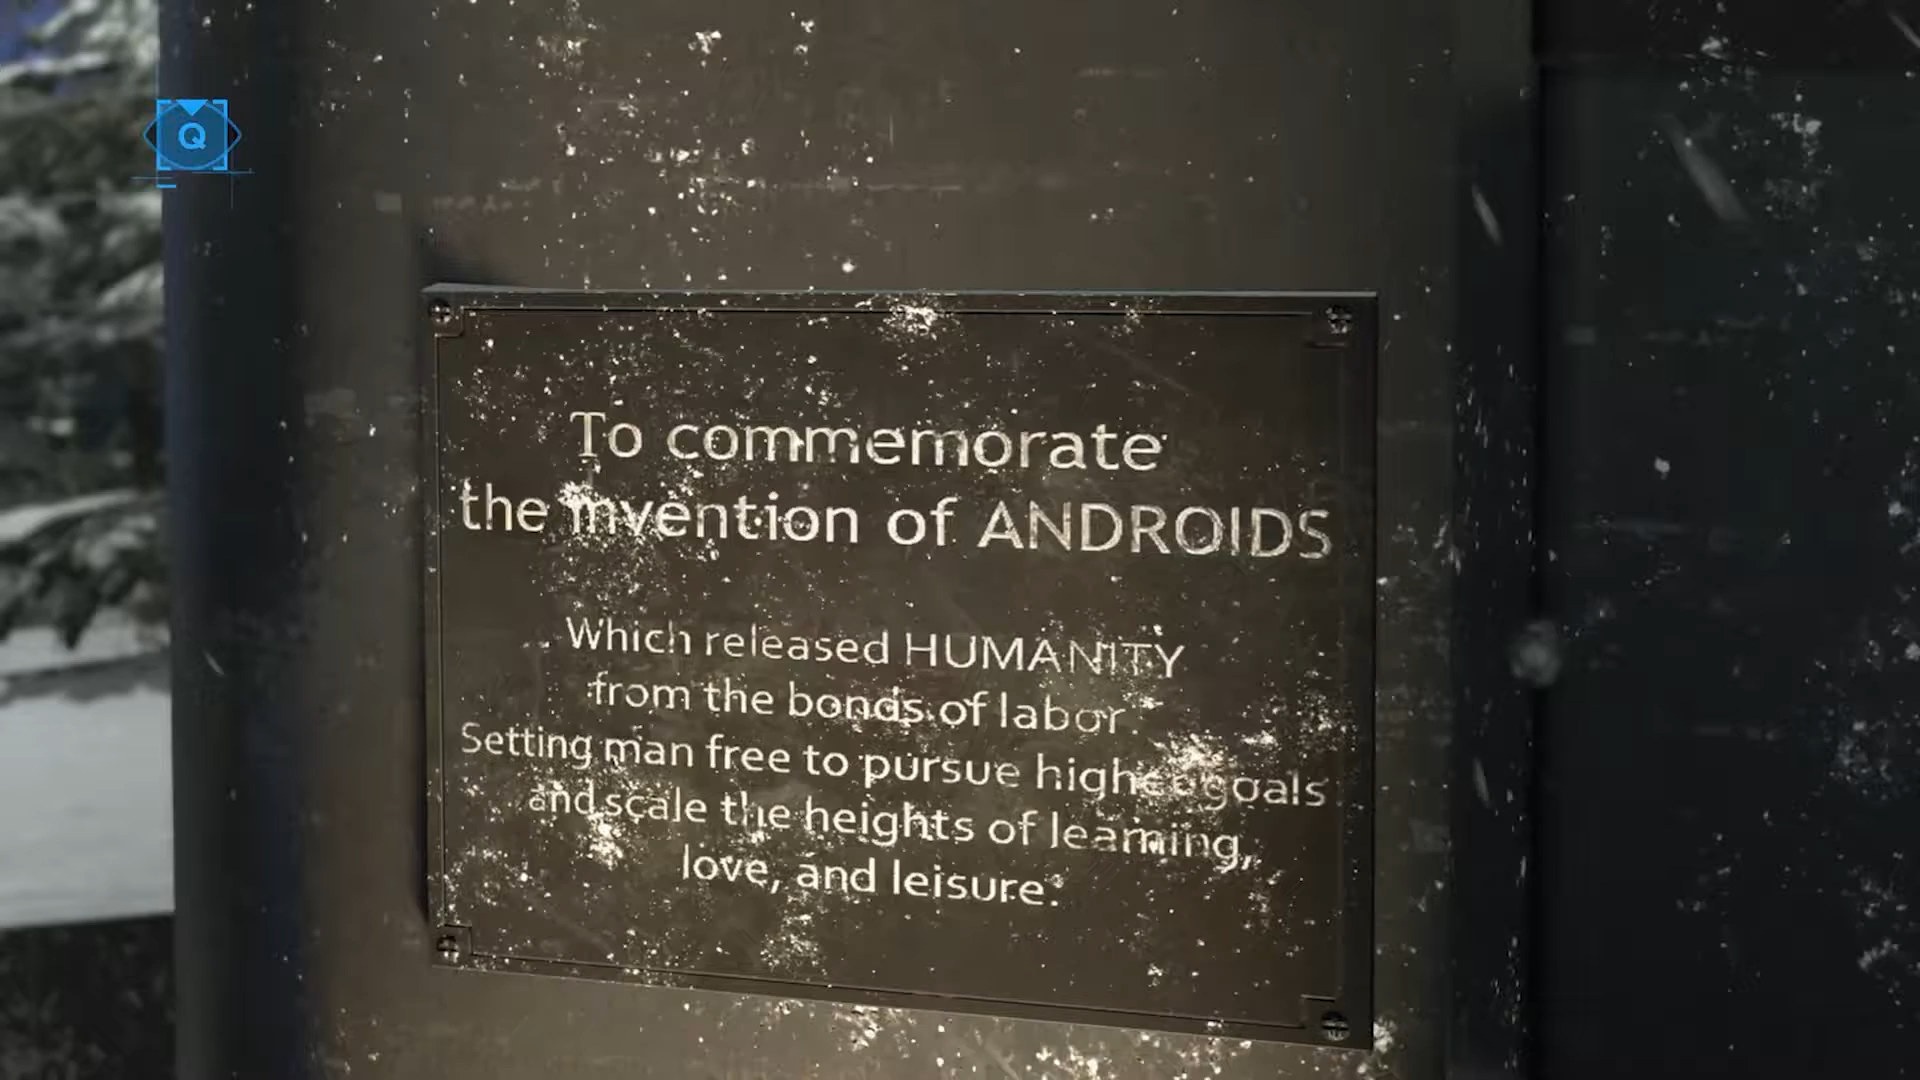 Q
To commemorate
the invention of ANDROIDS
Which released HUMANITY
from the bonds of labor.
Setting man free to pursue higher goals
and scale the heights of learning,
love, and leisure.